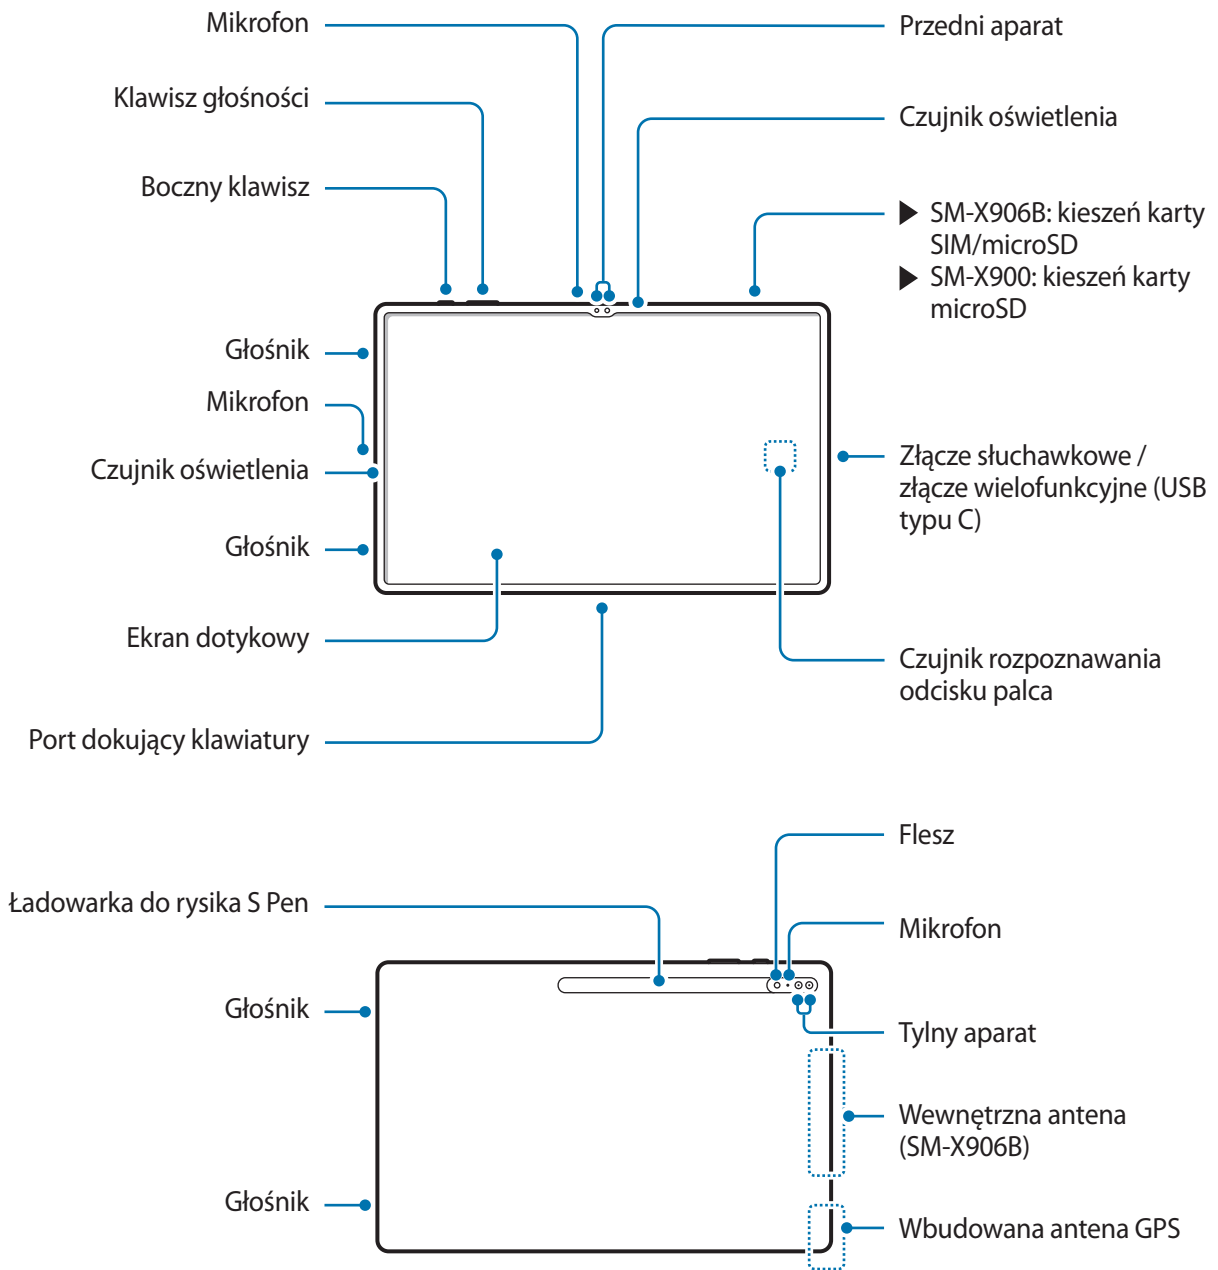 Mikrofon
Klawisz głośności
Boczny klawisz
Głośnik
Mikrofon
Czujnik oświetlenia
Głośnik
Ekran dotykowy
Port dokujący klawiatury
Przedni aparat
Czujnik oświetlenia
▶ SM-X906B: kieszeń karty
SIM/microSD
▶ SM-X900: kieszeń karty
microSD
Złącze słuchawkowe /
złącze wielofunkcyjne (USB
typu C)
Czujnik rozpoznawania
odcisku palca
Ładowarka do rysika S Pen
Głośnik
Głośnik
Flesz
Mikrofon
Tylny aparat
Wewnętrzna antena
(SM-X906B)
Wbudowana antena GPS